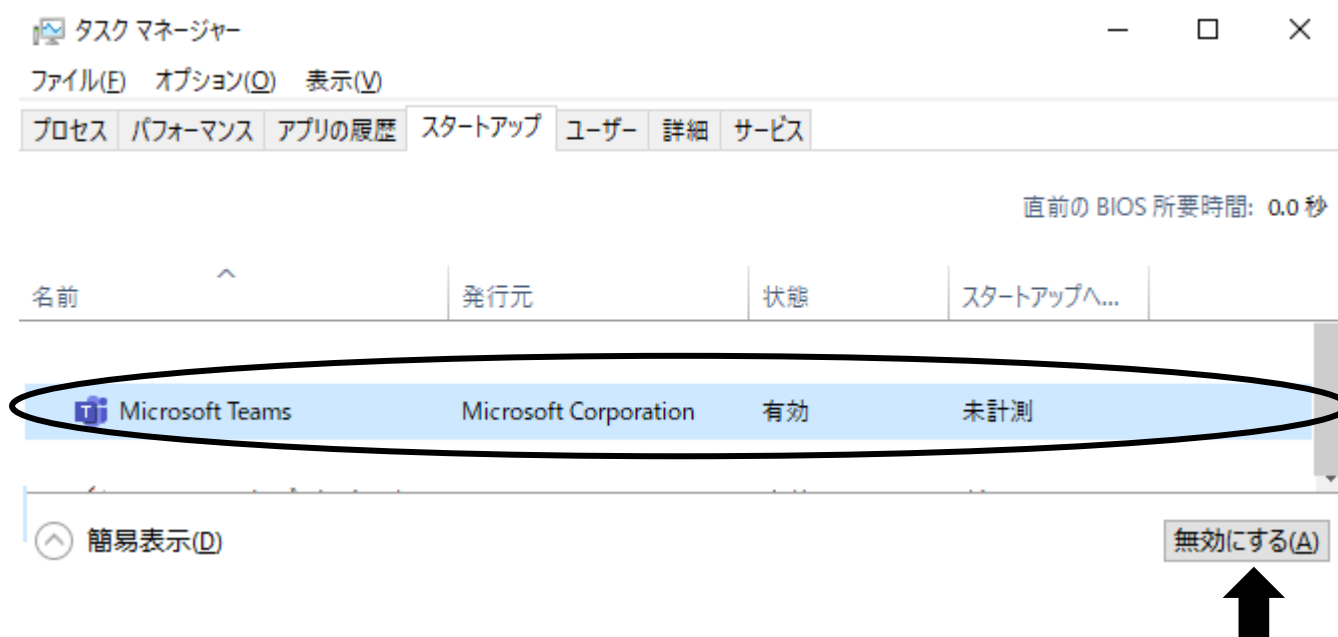 タスク マネージャー
ファイル(F) オプション(O) 表示(V)
プロセス パフォーマンス アプリの履歴 スタートアップ ユーザー 詳細 サービス
直前の BIOS 所要時間: 0.0 秒
名前 発行元 状態 スタートアップへ...
Microsoft Teams Microsoft Corporation 有効 未計測
簡易表示(D) 無効にする(A)